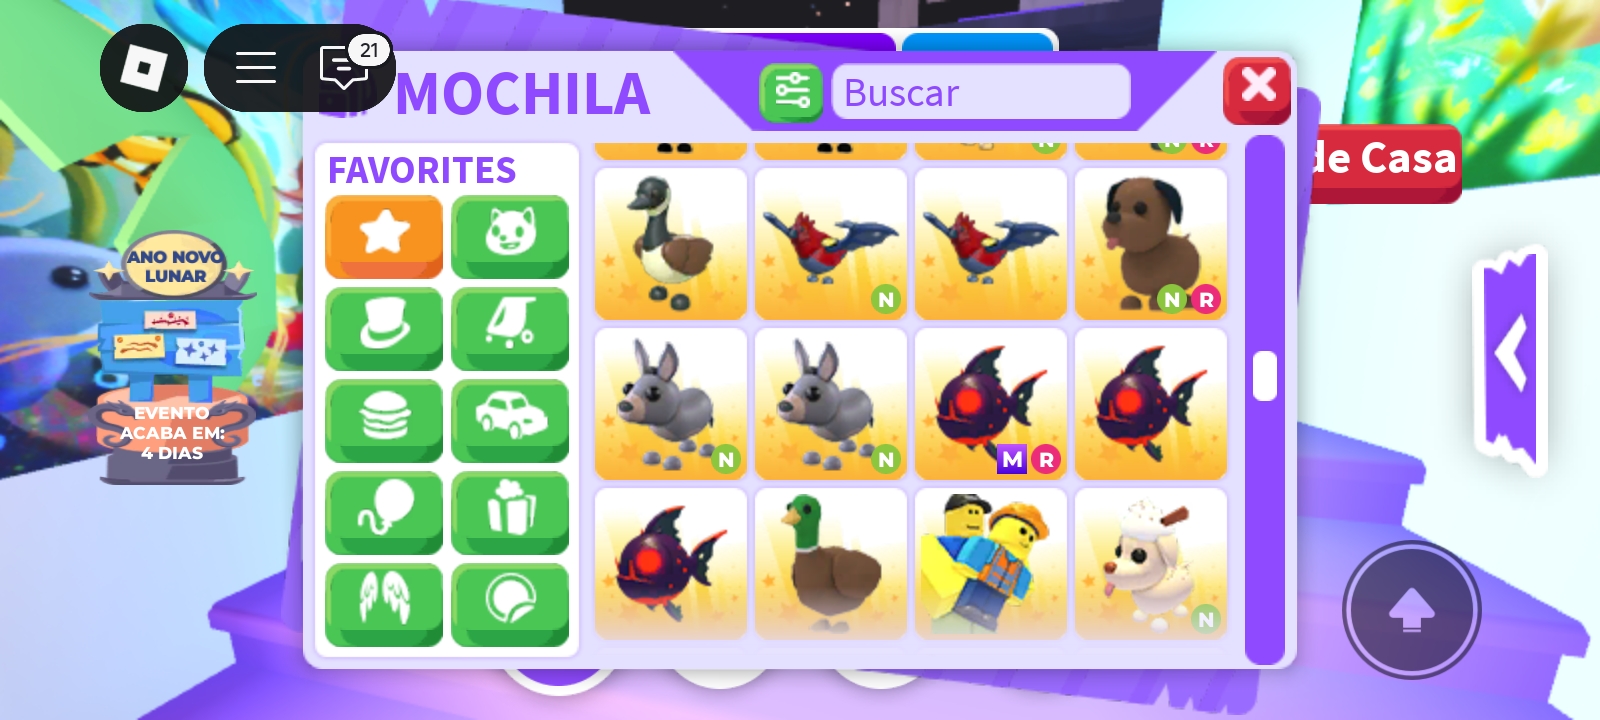 21
MOCHILA
Buscar
FAVORITES
de Casa
ANO NOVO
LUNAR
EVENTO
ACABA EM:
4 DIAS
N
N R
N
N R
N
N
M R
N